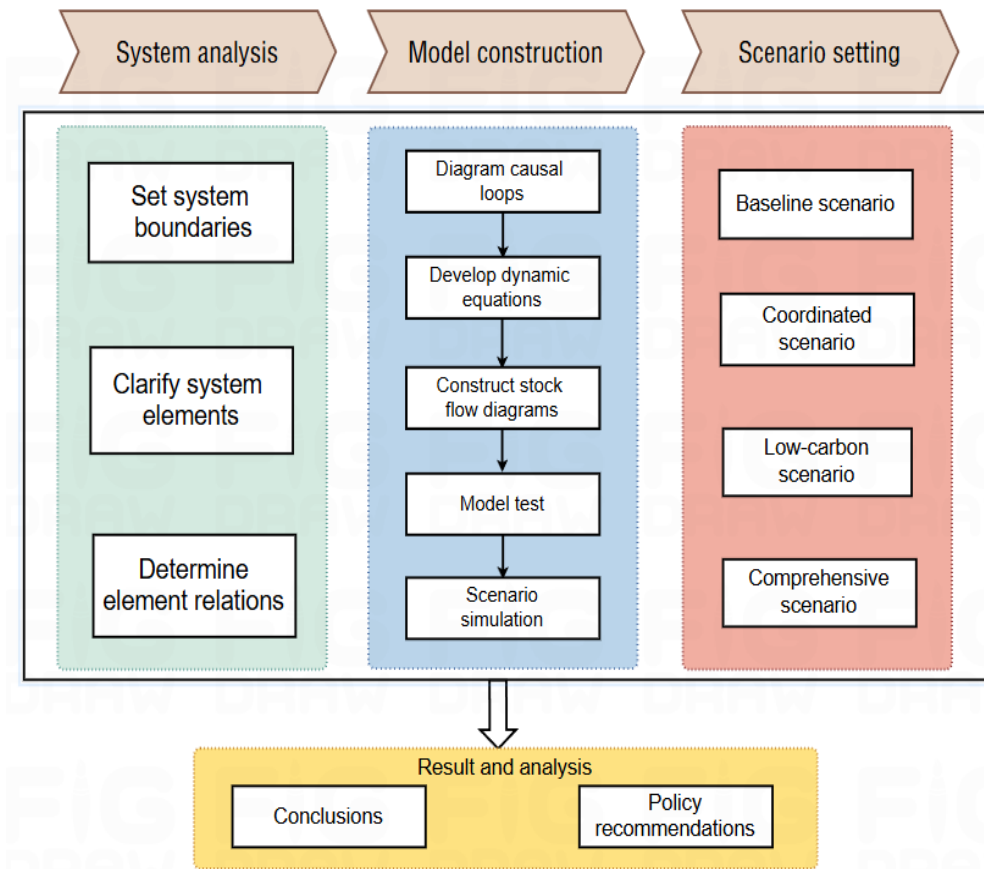 System analysis
Model construction
Scenario setting
Set system
boundaries
Clarify system
elements
Determine
element relations
Diagram causal
loops
Develop dynamic
equations
Construct stock
flow diagrams
Model test
Scenario
simulation
Baseline scenario
Coordinated
scenario
Low-carbon
scenario
Comprehensive
scenario
Result and analysis
Conclusions
Policy
recommendations